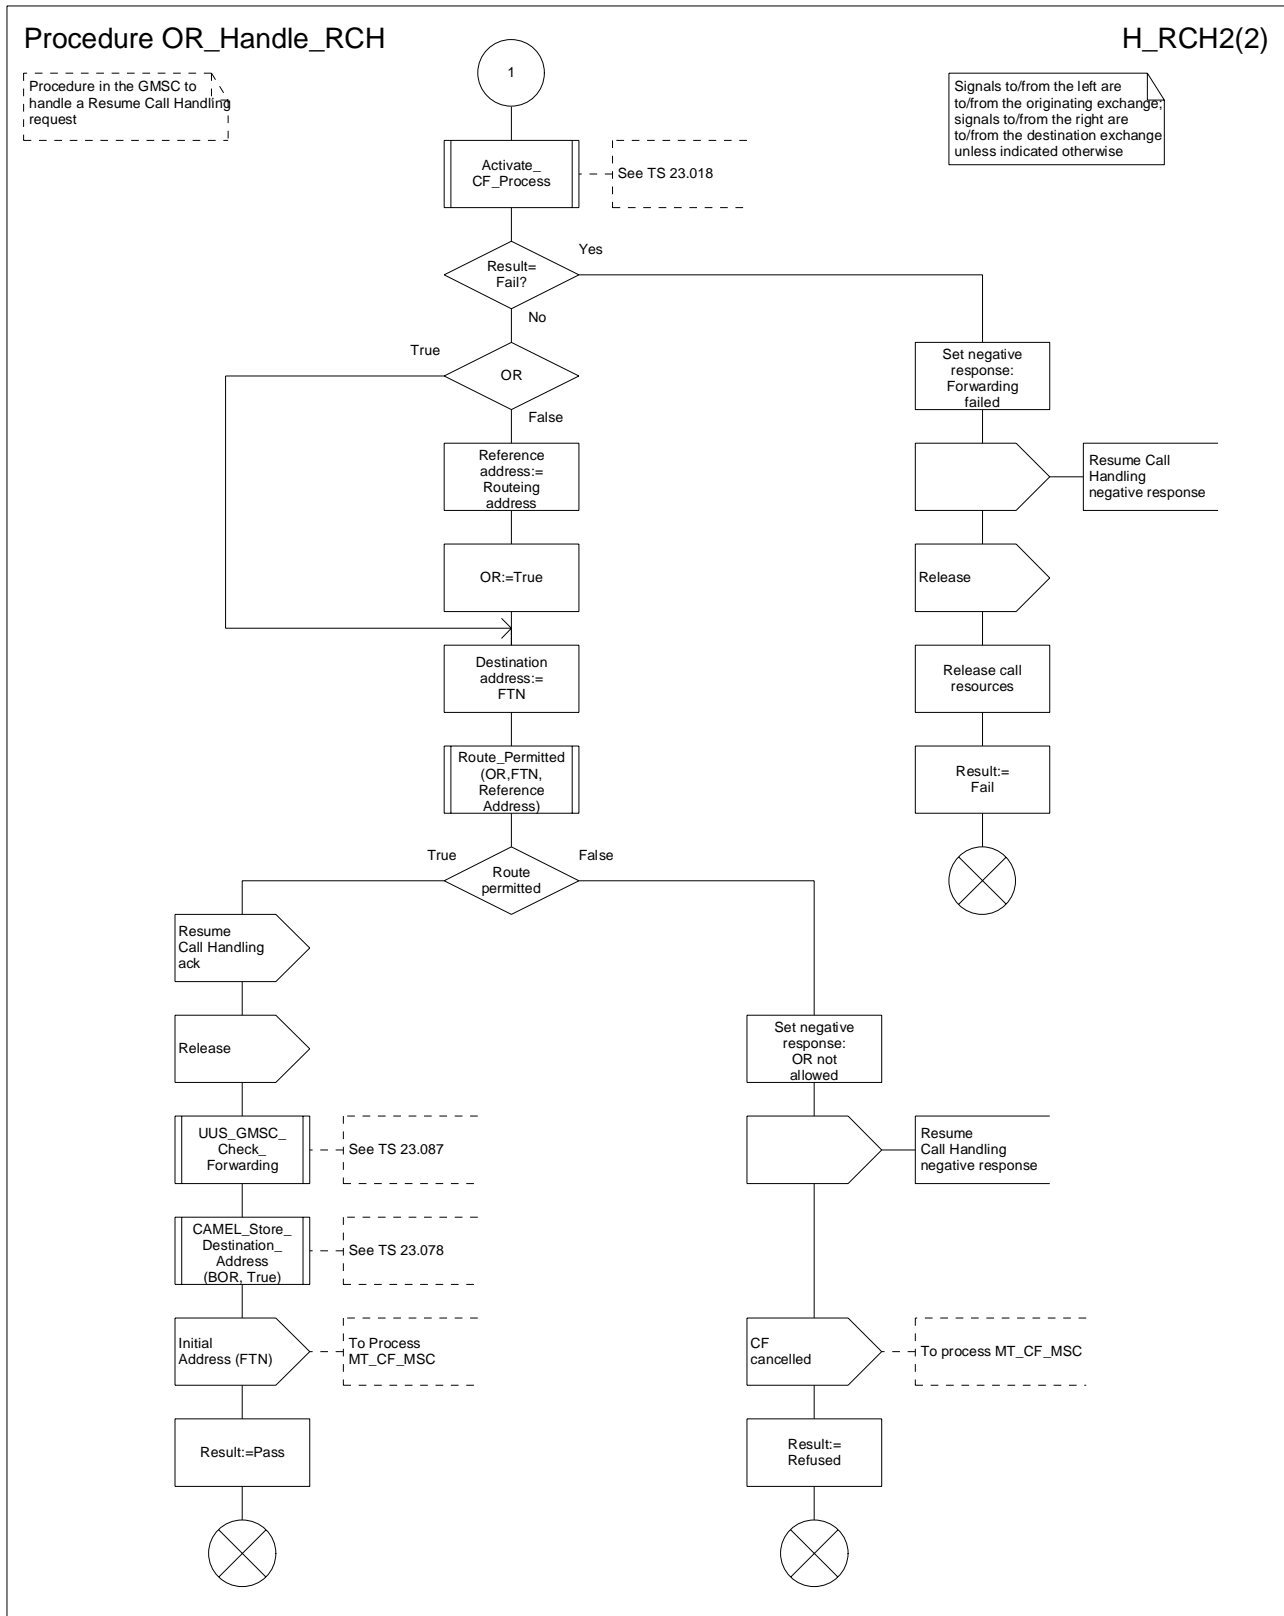 Procedure OR_Handle_RCH
H_RCH2(2)
Procedure in the GMSC to
handle a Resume Call Handling
request
1
Signals to/from the left are
to/from the originating exchange;
signals to/from the right are
to/from the destination exchange
unless indicated otherwise
Activate_
CF_Process
See TS 23.018
Result=
Fail?
Yes
No
True
OR
False
Set negative
response:
Forwarding
failed
Reference
address:=
Routeing
address
Resume Call
Handling
negative response
OR:=True
Release
Destination
address:=
FTN
Release call
resources
Route_Permitted
(OR,FTN,
Reference
Address)
Result:=
Fail
True
False
Route
permitted
Resume
Call Handling
ack
Release
Set negative
response:
OR not
allowed
UUS_GMSC_
Check_
Forwarding
See TS 23.087
Resume
Call Handling
negative response
CAMEL_Store_
Destination_
Address
(BOR, True)
See TS 23.078
Initial
Address (FTN)
To Process
MT_CF_MSC
CF
cancelled
To process MT_CF_MSC
Result:=Pass
Result:=
Refused